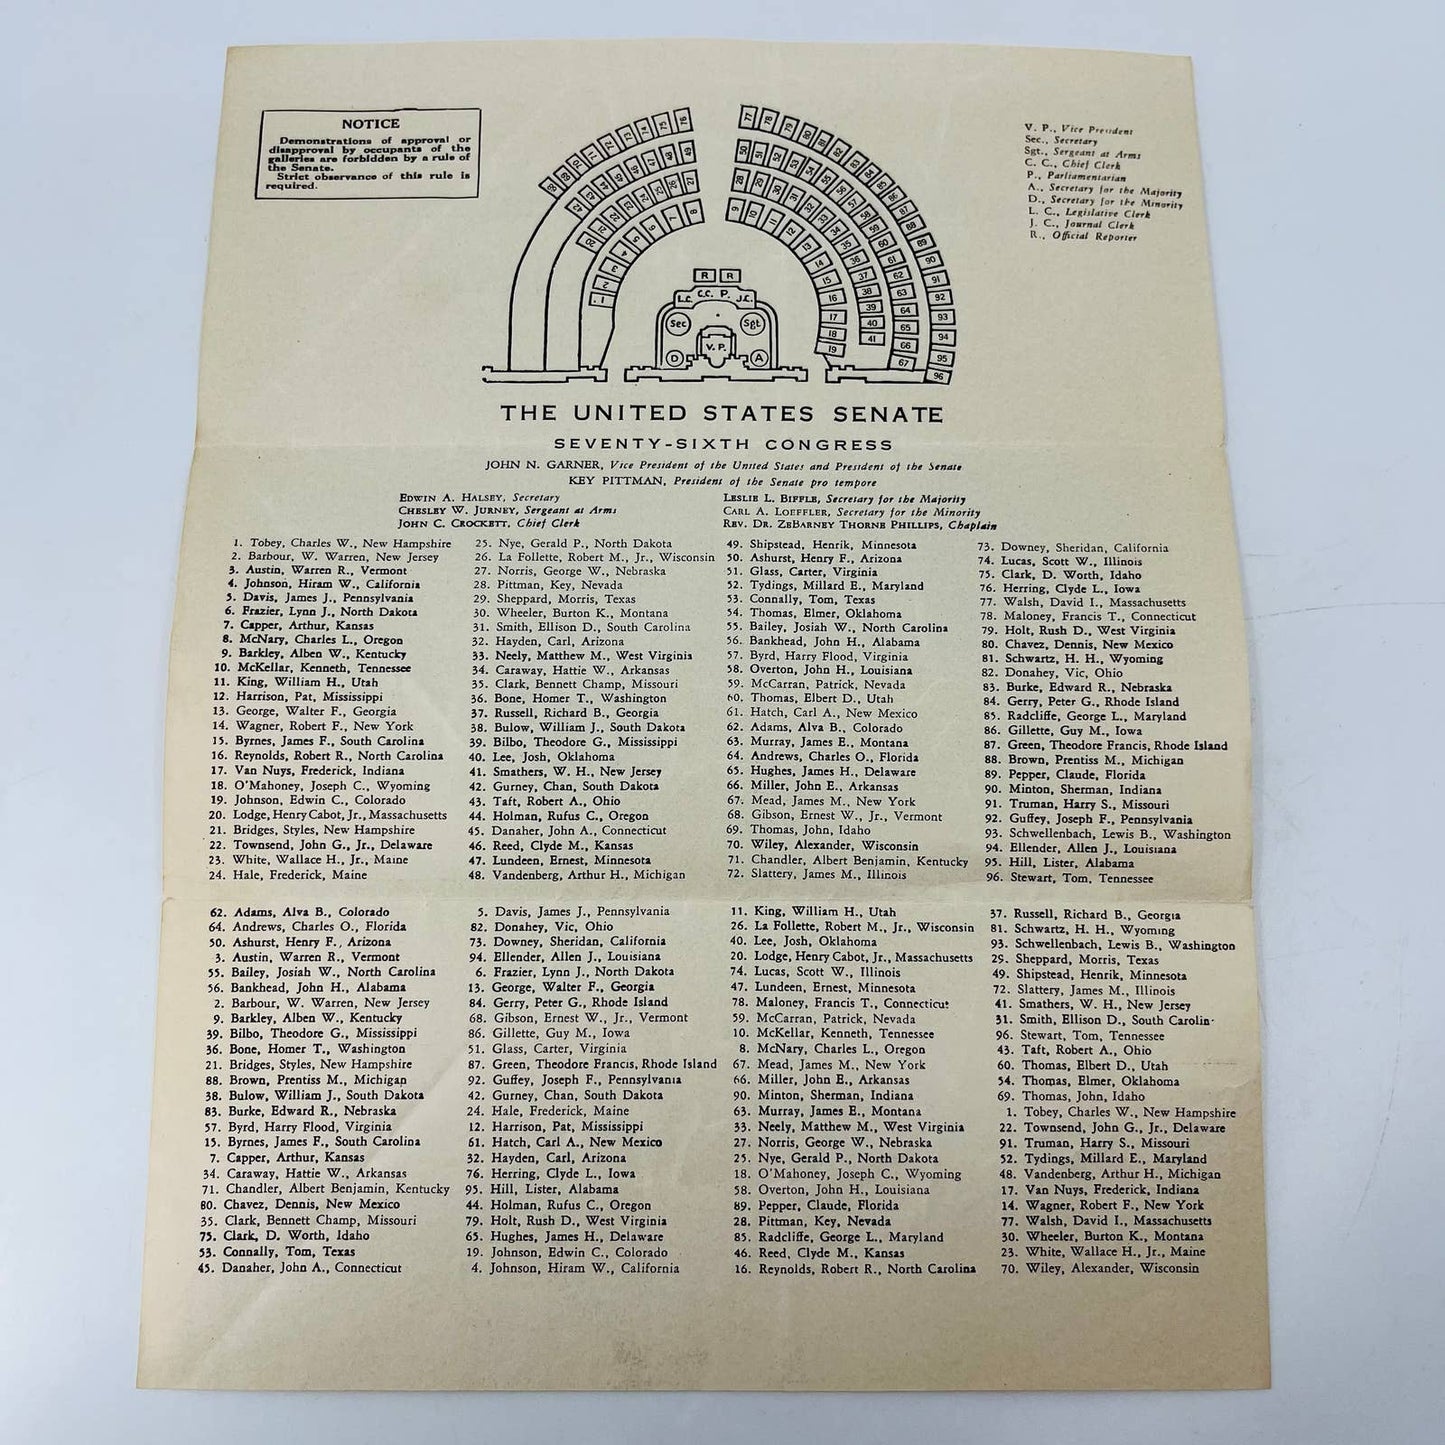 NOTICE
Demonstrations of approval or
disapproval by occupants of the
galleries are forbidden by a rule of
the Senate.
Strict observance of this rule is
required.
V. P., Vice President
Sec., Secretary
Sgt., Sergeant at Arms
C. C., Chief Clerk
P., Parliamentarian
A., Secretary for the Majority
D., Secretary for the Minority
L. C., Legislative Clerk
J. C., Journal Clerk
R., Official Reporter
R R
L.C. C.C. P. J.C.
Sec Sgt
V. P.
D A
THE UNITED STATES SENATE
SEVENTY-SIXTH CONGRESS
JOHN N. GARNER, Vice President of the United States and President of the Senate
KEY PITTMAN, President of the Senate pro tempore
EDWIN A. HALSEY, Secretary
CHESLEY W. JURNEY, Sergeant at Arms
JOHN C. CROCKETT, Chief Clerk
LESLIE L. BIFFLE, Secretary for the Majority
CARL A. LOEFFLER, Secretary for the Minority
REV. DR. ZEBARNEY THORNE PHILLIPS, Chaplain
1. Tobey, Charles W., New Hampshire
2. Barbour, W. Warren, New Jersey
3. Austin, Warren R., Vermont
4. Johnson, Hiram W., California
5. Davis, James J., Pennsylvania
6. Frazier, Lynn J., North Dakota
7. Capper, Arthur, Kansas
8. McNary, Charles L., Oregon
9. Barkley, Alben W., Kentucky
10. McKellar, Kenneth, Tennessee
11. King, William H., Utah
12. Harrison, Pat, Mississippi
13. George, Walter F., Georgia
14. Wagner, Robert F., New York
15. Byrnes, James F., South Carolina
16. Reynolds, Robert R., North Carolina
17. Van Nuys, Frederick, Indiana
18. O'Mahoney, Joseph C., Wyoming
19. Johnson, Edwin C., Colorado
20. Lodge, Henry Cabot, Jr., Massachusetts
21. Bridges, Styles, New Hampshire
22. Townsend, John G., Jr., Delaware
23. White, Wallace H., Jr., Maine
24. Hale, Frederick, Maine
25. Nye, Gerald P., North Dakota
26. La Follette, Robert M., Jr., Wisconsin
27. Norris, George W., Nebraska
28. Pittman, Key, Nevada
29. Sheppard, Morris, Texas
30. Wheeler, Burton K., Montana
31. Smith, Ellison D., South Carolina
32. Hayden, Carl, Arizona
33. Neely, Matthew M., West Virginia
34. Caraway, Hattie W., Arkansas
35. Clark, Bennett Champ, Missouri
36. Bone, Homer T., Washington
37. Russell, Richard B., Georgia
38. Bulow, William J., South Dakota
39. Bilbo, Theodore G., Mississippi
40. Lee, Josh, Oklahoma
41. Smathers, W. H., New Jersey
42. Gurney, Chan, South Dakota
43. Taft, Robert A., Ohio
44. Holman, Rufus C., Oregon
45. Danaher, John A., Connecticut
46. Reed, Clyde M., Kansas
47. Lundeen, Ernest, Minnesota
48. Vandenberg, Arthur H., Michigan
49. Shipstead, Henrik, Minnesota
50. Ashurst, Henry F., Arizona
51. Glass, Carter, Virginia
52. Tydings, Millard E., Maryland
53. Connally, Tom, Texas
54. Thomas, Elmer, Oklahoma
55. Bailey, Josiah W., North Carolina
56. Bankhead, John H., Alabama
57. Byrd, Harry Flood, Virginia
58. Overton, John H., Louisiana
59. McCarran, Patrick, Nevada
60. Thomas, Elbert D., Utah
61. Hatch, Carl A., New Mexico
62. Adams, Alva B., Colorado
63. Murray, James E., Montana
64. Andrews, Charles O., Florida
65. Hughes, James H., Delaware
66. Miller, John E., Arkansas
67. Mead, James M., New York
68. Gibson, Ernest W., Jr., Vermont
69. Thomas, John, Idaho
70. Wiley, Alexander, Wisconsin
71. Chandler, Albert Benjamin, Kentucky
72. Slattery, James M., Illinois
73. Downey, Sheridan, California
74. Lucas, Scott W., Illinois
75. Clark, D. Worth, Idaho
76. Herring, Clyde L., Iowa
77. Walsh, David I., Massachusetts
78. Maloney, Francis T., Connecticut
79. Holt, Rush D., West Virginia
80. Chavez, Dennis, New Mexico
81. Schwartz, H. H., Wyoming
82. Donahey, Vic, Ohio
83. Burke, Edward R., Nebraska
84. Gerry, Peter G., Rhode Island
85. Radcliffe, George L., Maryland
86. Gillette, Guy M., Iowa
87. Green, Theodore Francis, Rhode Island
88. Brown, Prentiss M., Michigan
89. Pepper, Claude, Florida
90. Minton, Sherman, Indiana
91. Truman, Harry S., Missouri
92. Guffey, Joseph F., Pennsylvania
93. Schwellenbach, Lewis B., Washington
94. Ellender, Allen J., Louisiana
95. Hill, Lister, Alabama
96. Stewart, Tom, Tennessee
62. Adams, Alva B., Colorado
64. Andrews, Charles O., Florida
50. Ashurst, Henry F., Arizona
3. Austin, Warren R., Vermont
55. Bailey, Josiah W., North Carolina
56. Bankhead, John H., Alabama
2. Barbour, W. Warren, New Jersey
9. Barkley, Alben W., Kentucky
39. Bilbo, Theodore G., Mississippi
36. Bone, Homer T., Washington
21. Bridges, Styles, New Hampshire
88. Brown, Prentiss M., Michigan
38. Bulow, William J., South Dakota
83. Burke, Edward R., Nebraska
57. Byrd, Harry Flood, Virginia
15. Byrnes, James F., South Carolina
7. Capper, Arthur, Kansas
34. Caraway, Hattie W., Arkansas
71. Chandler, Albert Benjamin, Kentucky
80. Chavez, Dennis, New Mexico
35. Clark, Bennett Champ, Missouri
75. Clark, D. Worth, Idaho
53. Connally, Tom, Texas
45. Danaher, John A., Connecticut
5. Davis, James J., Pennsylvania
82. Donahey, Vic, Ohio
73. Downey, Sheridan, California
94. Ellender, Allen J., Louisiana
6. Frazier, Lynn J., North Dakota
13. George, Walter F., Georgia
84. Gerry, Peter G., Rhode Island
68. Gibson, Ernest W., Jr., Vermont
86. Gillette, Guy M., Iowa
51. Glass, Carter, Virginia
87. Green, Theodore Francis, Rhode Island
92. Guffey, Joseph F., Pennsylvania
42. Gurney, Chan, South Dakota
24. Hale, Frederick, Maine
12. Harrison, Pat, Mississippi
61. Hatch, Carl A., New Mexico
32. Hayden, Carl, Arizona
76. Herring, Clyde L., Iowa
95. Hill, Lister, Alabama
44. Holman, Rufus C., Oregon
79. Holt, Rush D., West Virginia
65. Hughes, James H., Delaware
19. Johnson, Edwin C., Colorado
4. Johnson, Hiram W., California
11. King, William H., Utah
26. La Follette, Robert M., Jr., Wisconsin
40. Lee, Josh, Oklahoma
20. Lodge, Henry Cabot, Jr., Massachusetts
74. Lucas, Scott W., Illinois
47. Lundeen, Ernest, Minnesota
78. Maloney, Francis T., Connecticut
59. McCarran, Patrick, Nevada
10. McKellar, Kenneth, Tennessee
8. McNary, Charles L., Oregon
67. Mead, James M., New York
66. Miller, John E., Arkansas
90. Minton, Sherman, Indiana
63. Murray, James E., Montana
33. Neely, Matthew M., West Virginia
27. Norris, George W., Nebraska
25. Nye, Gerald P., North Dakota
18. O'Mahoney, Joseph C., Wyoming
58. Overton, John H., Louisiana
89. Pepper, Claude, Florida
28. Pittman, Key, Nevada
85. Radcliffe, George L., Maryland
46. Reed, Clyde M., Kansas
16. Reynolds, Robert R., North Carolina
37. Russell, Richard B., Georgia
81. Schwartz, H. H., Wyoming
93. Schwellenbach, Lewis B., Washington
29. Sheppard, Morris, Texas
49. Shipstead, Henrik, Minnesota
72. Slattery, James M., Illinois
41. Smathers, W. H., New Jersey
31. Smith, Ellison D., South Carolin
96. Stewart, Tom, Tennessee
43. Taft, Robert A., Ohio
60. Thomas, Elbert D., Utah
54. Thomas, Elmer, Oklahoma
69. Thomas, John, Idaho
1. Tobey, Charles W., New Hampshire
22. Townsend, John G., Jr., Delaware
91. Truman, Harry S., Missouri
52. Tydings, Millard E., Maryland
48. Vandenberg, Arthur H., Michigan
17. Van Nuys, Frederick, Indiana
14. Wagner, Robert F., New York
77. Walsh, David I., Massachusetts
30. Wheeler, Burton K., Montana
23. White, Wallace H., Jr., Maine
70. Wiley, Alexander, Wisconsin